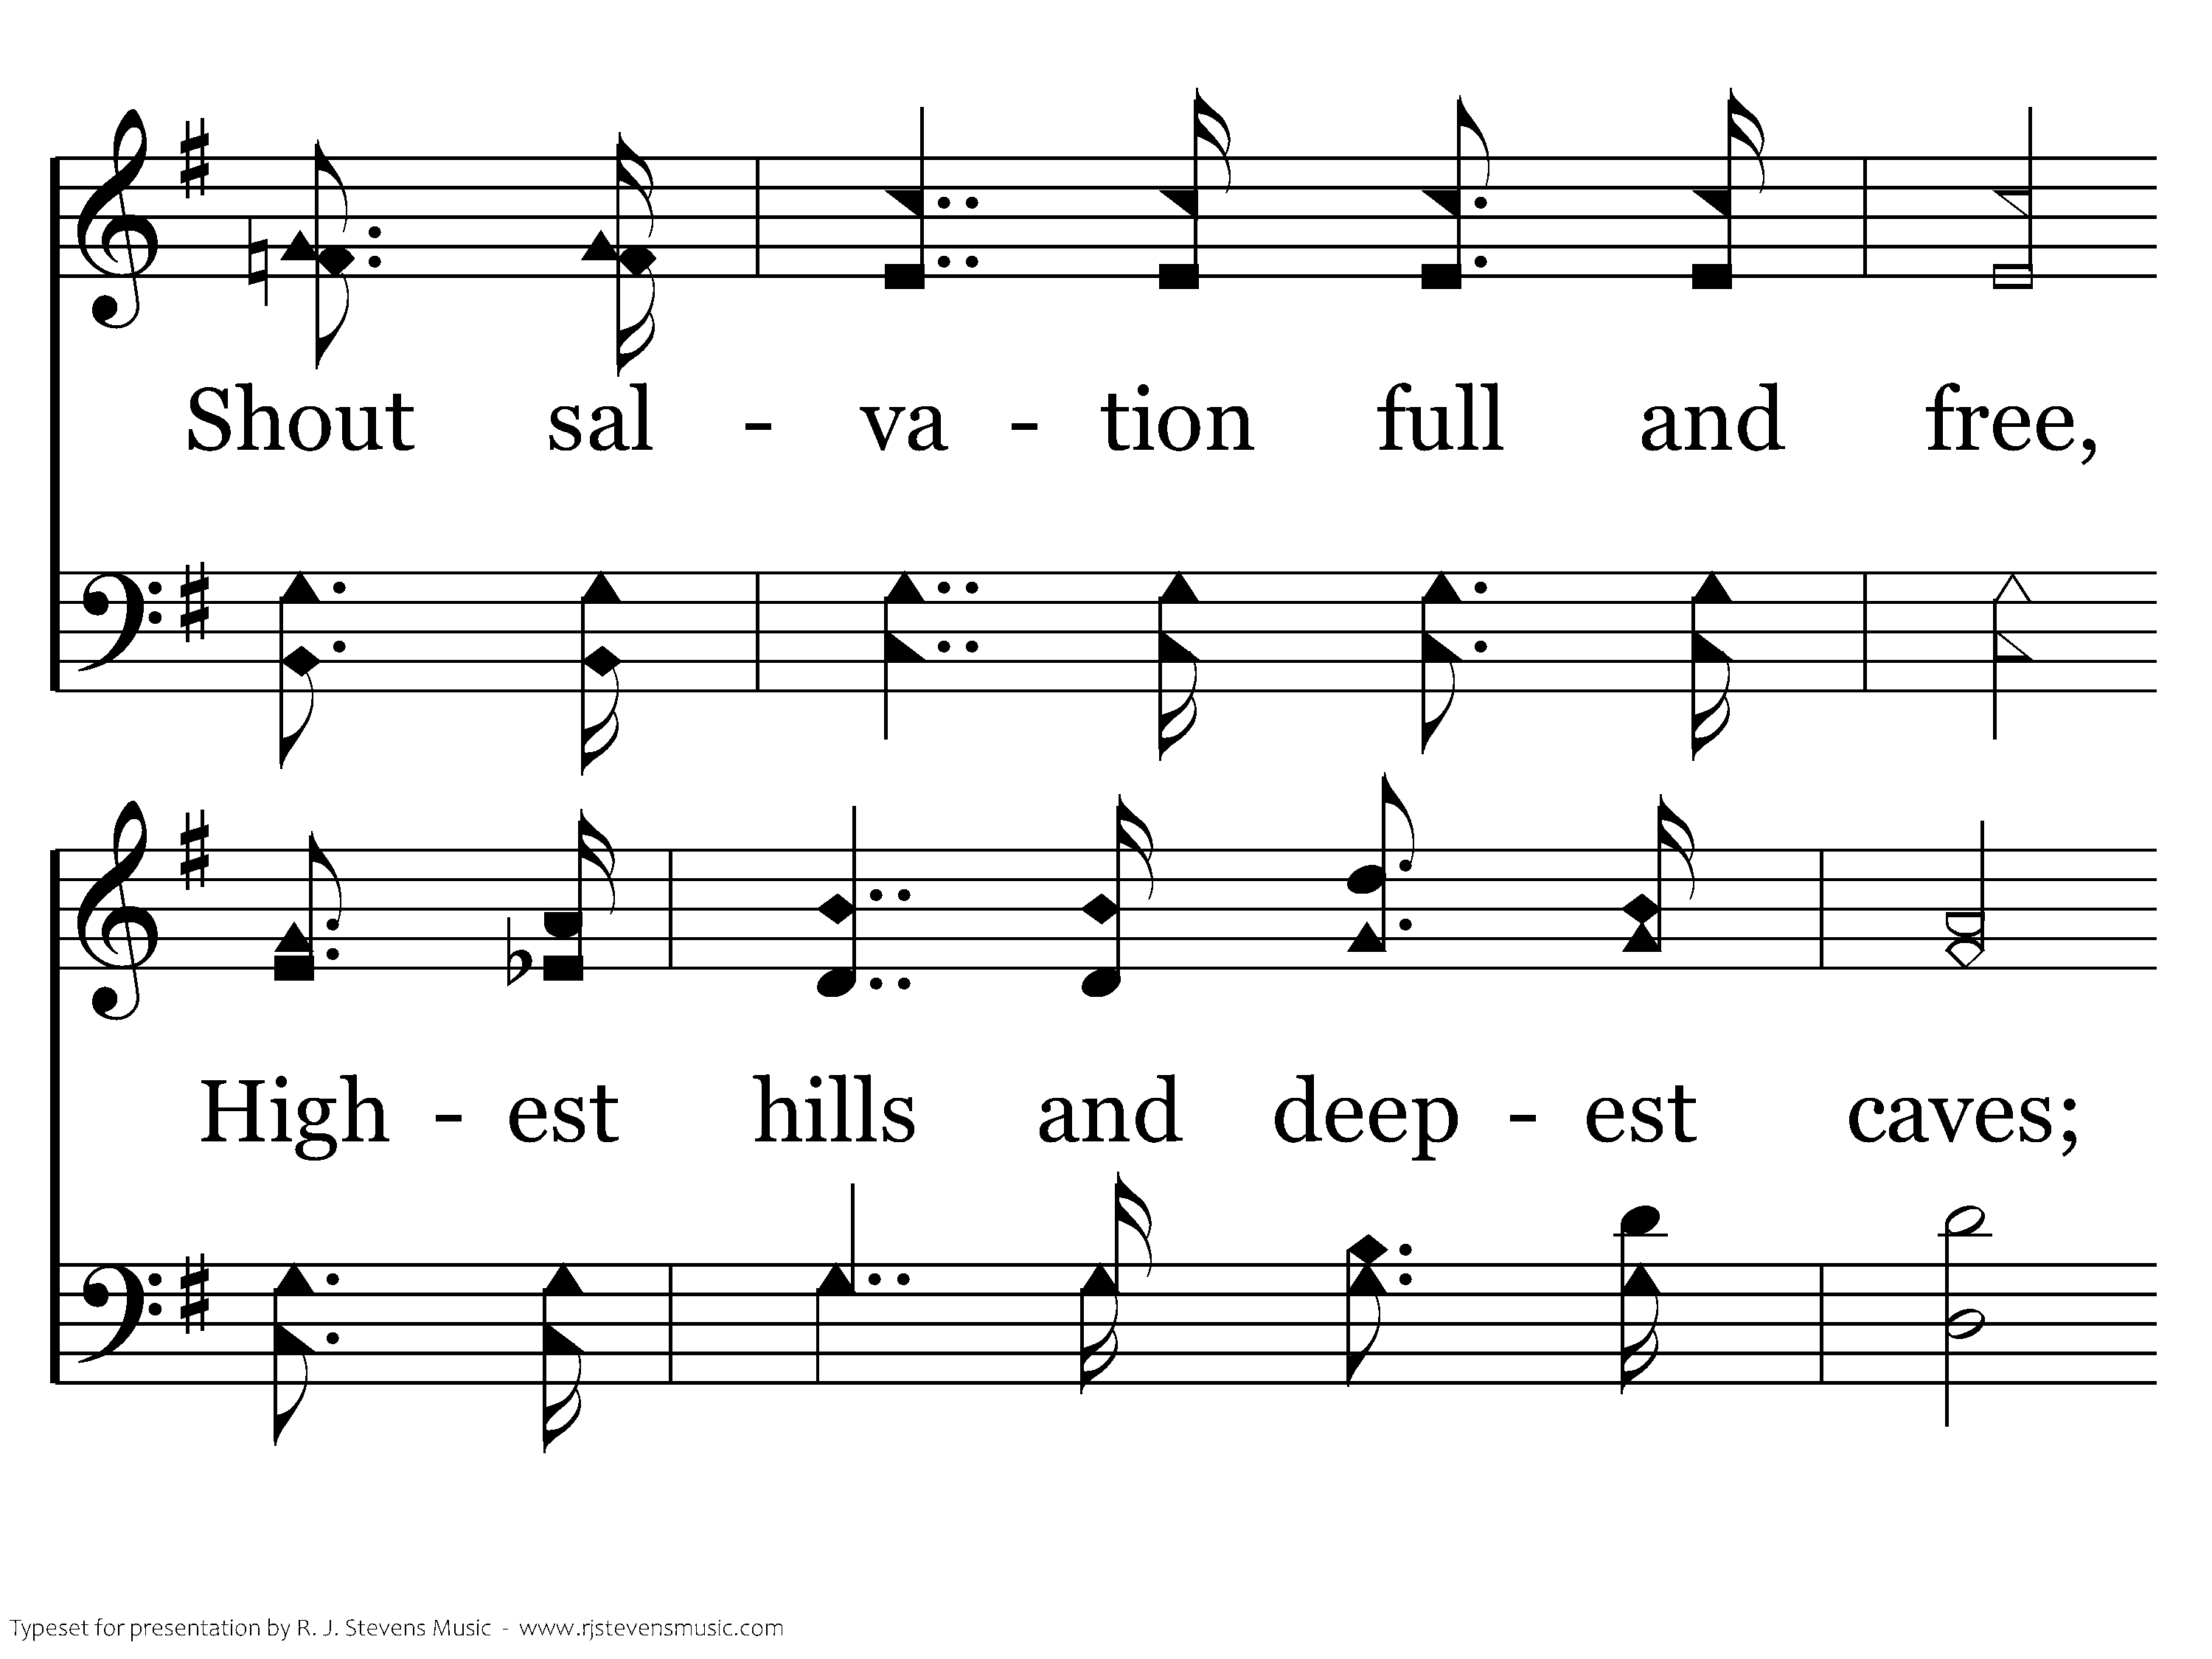 Shout sal - va - tion full and free,
High - est hills and deep - est caves;
Typeset for presentation by R. J. Stevens Music - www.rjstevensmusic.com